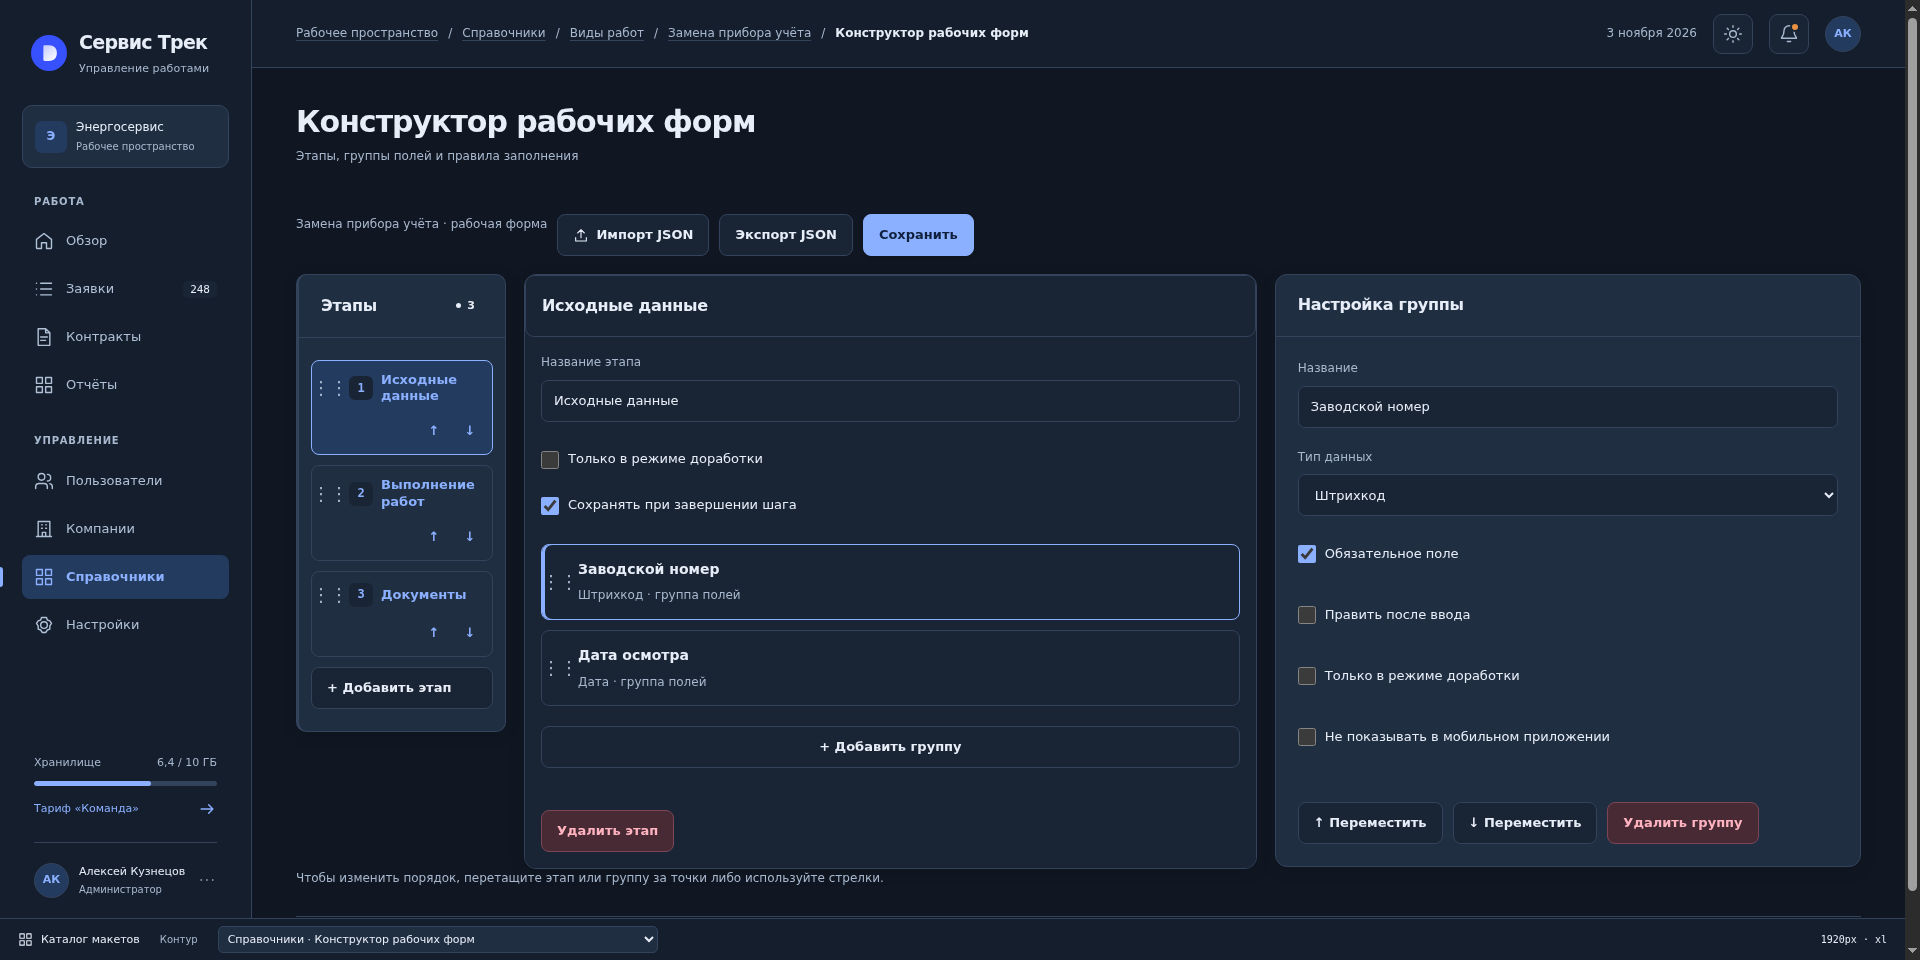 Сервис Трек
Управление работами
Э
Энергосервис
Рабочее пространство
РАБОТА
Обзор
Заявки 248
Контракты
Отчёты
УПРАВЛЕНИЕ
Пользователи
Компании
Справочники
Настройки
Хранилище 6,4 / 10 ГБ
Тариф «Команда» →
АК
Алексей Кузнецов
Администратор
Рабочее пространство / Справочники / Виды работ / Замена прибора учёта / Конструктор рабочих форм
3 ноября 2026
АК
Конструктор рабочих форм
Этапы, группы полей и правила заполнения
Замена прибора учёта · рабочая форма
Импорт JSON
Экспорт JSON
Сохранить
Этапы • 3
1 Исходные
данные
↑ ↓
2 Выполнение
работ
↑ ↓
3 Документы
↑ ↓
+ Добавить этап
Исходные данные
Название этапа
Исходные данные
Только в режиме доработки
Сохранять при завершении шага
Заводской номер
Штрихкод · группа полей
Дата осмотра
Дата · группа полей
+ Добавить группу
Удалить этап
Настройка группы
Название
Заводской номер
Тип данных
Штрихкод
Обязательное поле
Править после ввода
Только в режиме доработки
Не показывать в мобильном приложении
↑ Переместить
↓ Переместить
Удалить группу
Чтобы изменить порядок, перетащите этап или группу за точки либо используйте стрелки.
Каталог макетов
Контур
Справочники · Конструктор рабочих форм
1920px · xl